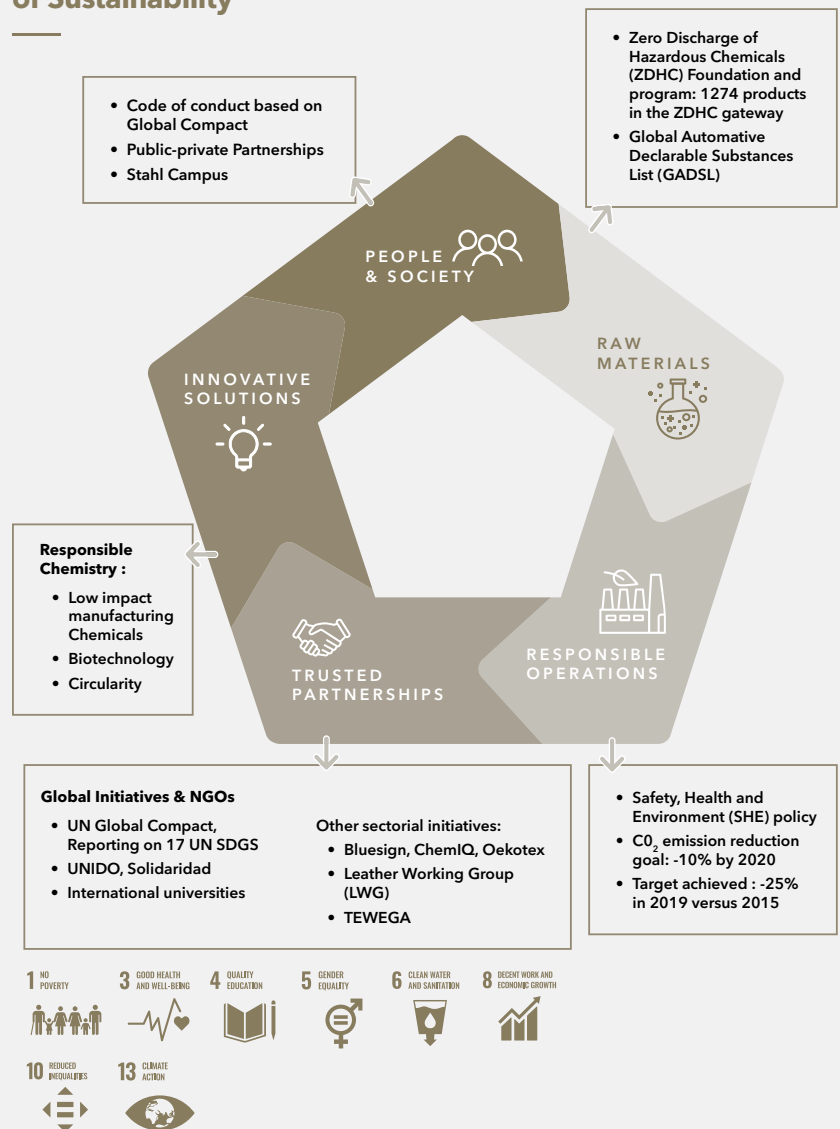 of Sustainability
• Zero Discharge of
Hazardous Chemicals
(ZDHC) Foundation and
program: 1274 products
in the ZDHC gateway
• Global Automative
Declarable Substances
List (GADSL)
• Code of conduct based on
Global Compact
• Public-private Partnerships
• Stahl Campus
PEOPLE
& SOCIETY
RAW
MATERIALS
INNOVATIVE
SOLUTIONS
Responsible
Chemistry :
• Low impact
manufacturing
Chemicals
• Biotechnology
• Circularity
TRUSTED
PARTNERSHIPS
RESPONSIBLE
OPERATIONS
Global Initiatives & NGOs
• UN Global Compact,
Reporting on 17 UN SDGS
• UNIDO, Solidaridad
• International universities
Other sectorial initiatives:
• Bluesign, ChemIQ, Oekotex
• Leather Working Group
(LWG)
• TEWEGA
• Safety, Health and
Environment (SHE) policy
• C0₂ emission reduction
goal: -10% by 2020
• Target achieved : -25%
in 2019 versus 2015
1 NO
POVERTY
3 GOOD HEALTH
AND WELL-BEING
4 QUALITY
EDUCATION
5 GENDER
EQUALITY
6 CLEAN WATER
AND SANITATION
8 DECENT WORK AND
ECONOMIC GROWTH
10 REDUCED
INEQUALITIES
13 CLIMATE
ACTION